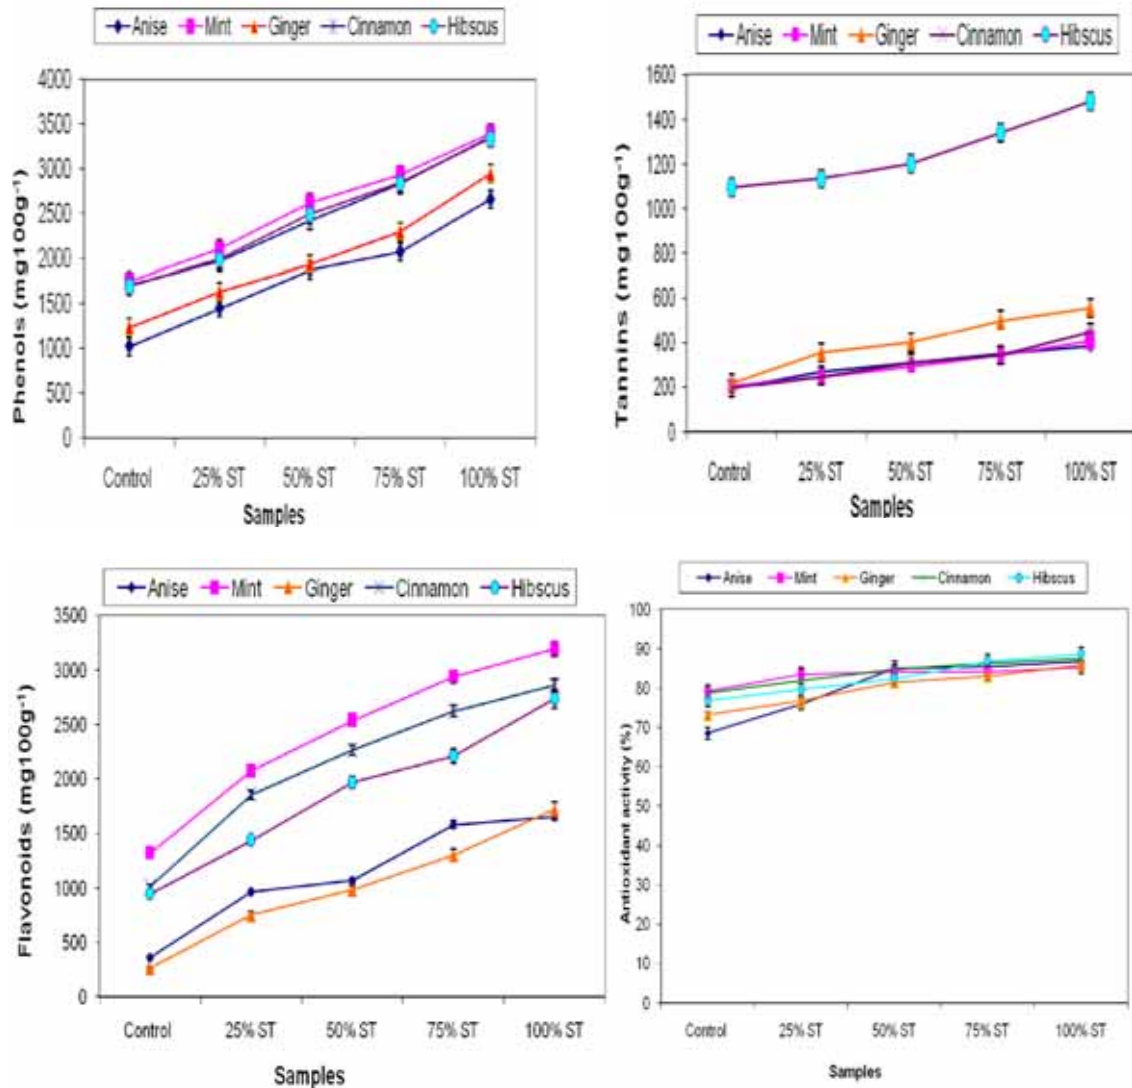 Anise Mint Ginger Cinnamon Hibscus
Phenols (mg100g⁻¹)
4000
3500
3000
2500
2000
1500
1000
500
0
Control 25% ST 50% ST 75% ST 100% ST
Samples
Anise Mint Ginger Cinnamon Hibscus
Tannins (mg100g⁻¹)
1600
1400
1200
1000
800
600
400
200
0
Control 25% ST 50% ST 75% ST 100% ST
Samples
Anise Mint Ginger Cinnamon Hibscus
Flavonoids (mg100g⁻¹)
3500
3000
2500
2000
1500
1000
500
0
Control 25% ST 50% ST 75% ST 100% ST
Samples
Anise Mint Ginger Cinnamon Hibscus
Antioxidant activity (%)
100
90
80
70
60
50
40
30
20
10
0
Control 25% ST 50% ST 75% ST 100% ST
Samples